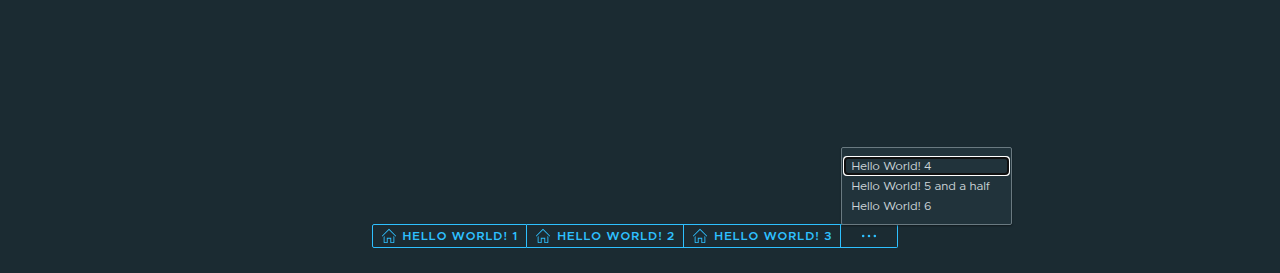 Hello World! 4
Hello World! 5 and a half
Hello World! 6
HELLO WORLD! 1 HELLO WORLD! 2 HELLO WORLD! 3 ...